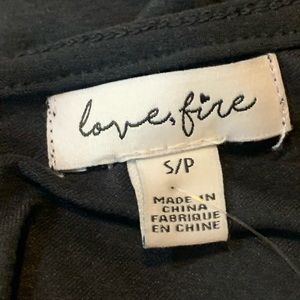 love, fire
S/P
MADE IN
CHINA
FABRIQUE
EN CHINE